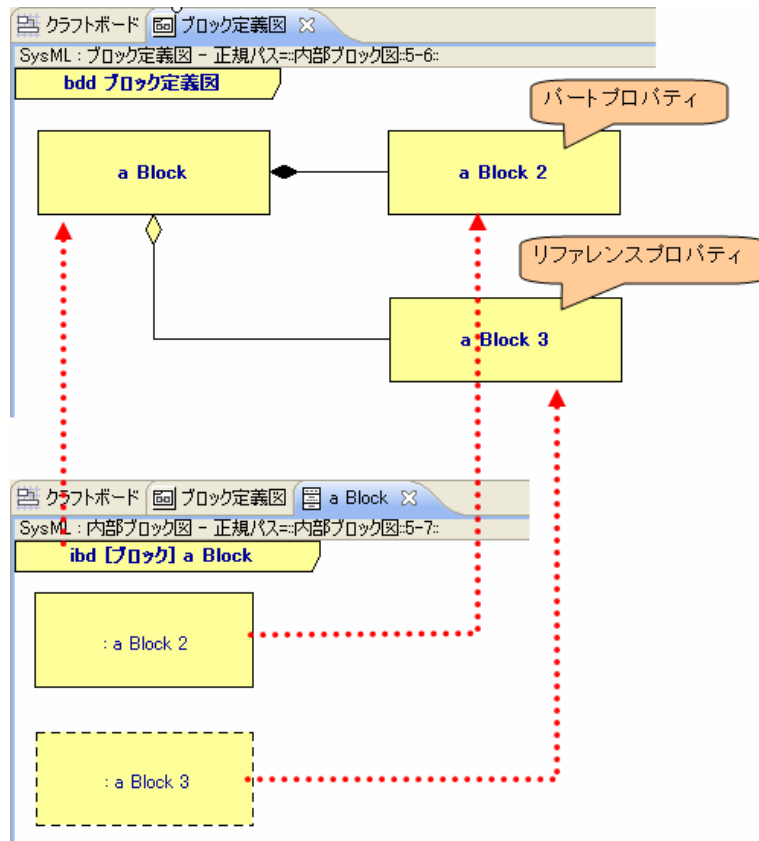 クラフトボード ブロック定義図
SysML : ブロック定義図 - 正規パス=::内部ブロック図::5-6::
bdd ブロック定義図
パートプロパティ
a Block
a Block 2
リファレンスプロパティ
a Block 3
クラフトボード ブロック定義図 a Block
SysML : 内部ブロック図 - 正規パス=::内部ブロック図::5-7::
ibd [ブロック] a Block
: a Block 2
: a Block 3